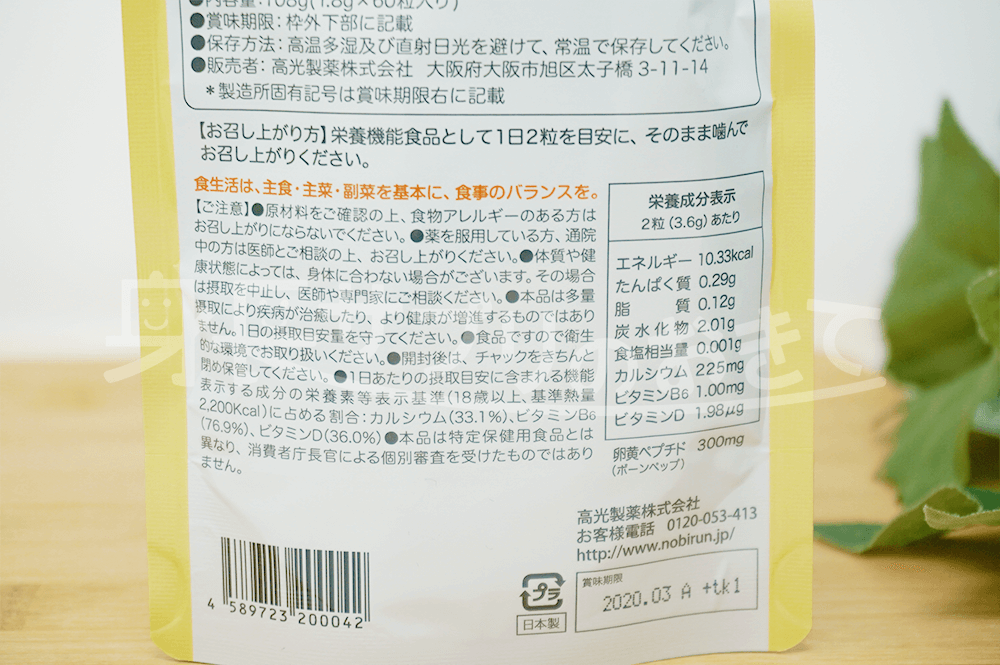 ●内容量：108g(1.8g×60粒入り)
●賞味期限：枠外下部に記載
●保存方法：高温多湿及び直射日光を避けて、常温で保存してください。
●販売者：高光製薬株式会社 大阪府大阪市旭区太子橋 3-11-14
＊製造所固有記号は賞味期限右に記載
【お召し上がり方】栄養機能食品として1日2粒を目安に、そのまま噛んで
お召し上がりください。
食生活は、主食・主菜・副菜を基本に、食事のバランスを。
【ご注意】●原材料をご確認の上、食物アレルギーのある方は
お召し上がりにならないでください。●薬を服用している方、通院
中の方は医師とご相談の上、お召し上がりください。●体質や健
康状態によっては、身体に合わない場合がございます。その場合
は摂取を中止し、医師や専門家にご相談ください。●本品は多量
摂取により疾病が治癒したり、より健康が増進するものではあり
ません。1日の摂取目安量を守ってください。●食品ですので衛生
的な環境でお取り扱いください。●開封後は、チャックをきちんと
閉め保管してください。●1日あたりの摂取目安に含まれる機能
表示する成分の栄養素等表示基準(18歳以上、基準熱量
2,200Kcal)に占める割合：カルシウム(33.1%)、ビタミンB6
(76.9%)、ビタミンD(36.0%)●本品は特定保健用食品とは
異なり、消費者庁長官による個別審査を受けたものではあり
ません。
栄養成分表示
2粒(3.6g)あたり
エネルギー 10.33kcal
たんぱく質 0.29g
脂質 0.12g
炭水化物 2.01g
食塩相当量 0.001g
カルシウム 225mg
ビタミンB6 1.00mg
ビタミンD 1.98μg
卵黄ペプチド 300mg
(ボーンペップ)
高光製薬株式会社
お客様電話 0120-053-413
http://www.nobirun.jp/
賞味期限
2020.03 A +tk1
プラ
日本製
4 589723 200042